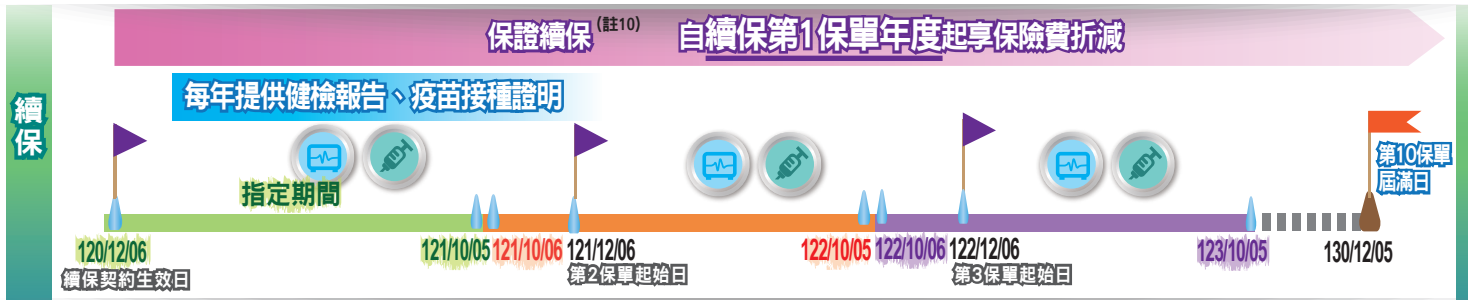 保證續保(註10) 自續保第1保單年度起享保險費折減
每年提供健檢報告、疫苗接種證明
續保
第10保單
屆滿日
指定期間
120/12/06 121/10/05 121/10/06 121/12/06 122/10/05 122/10/06 122/12/06 123/10/05 130/12/05
續保契約生效日 第2保單起始日 第3保單起始日